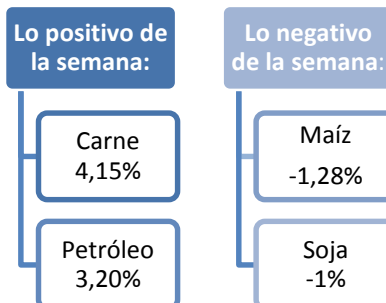 Lo positivo de
la semana:
Carne
4,15%
Petróleo
3,20%
Lo negativo
de la semana:
Maíz
-1,28%
Soja
-1%